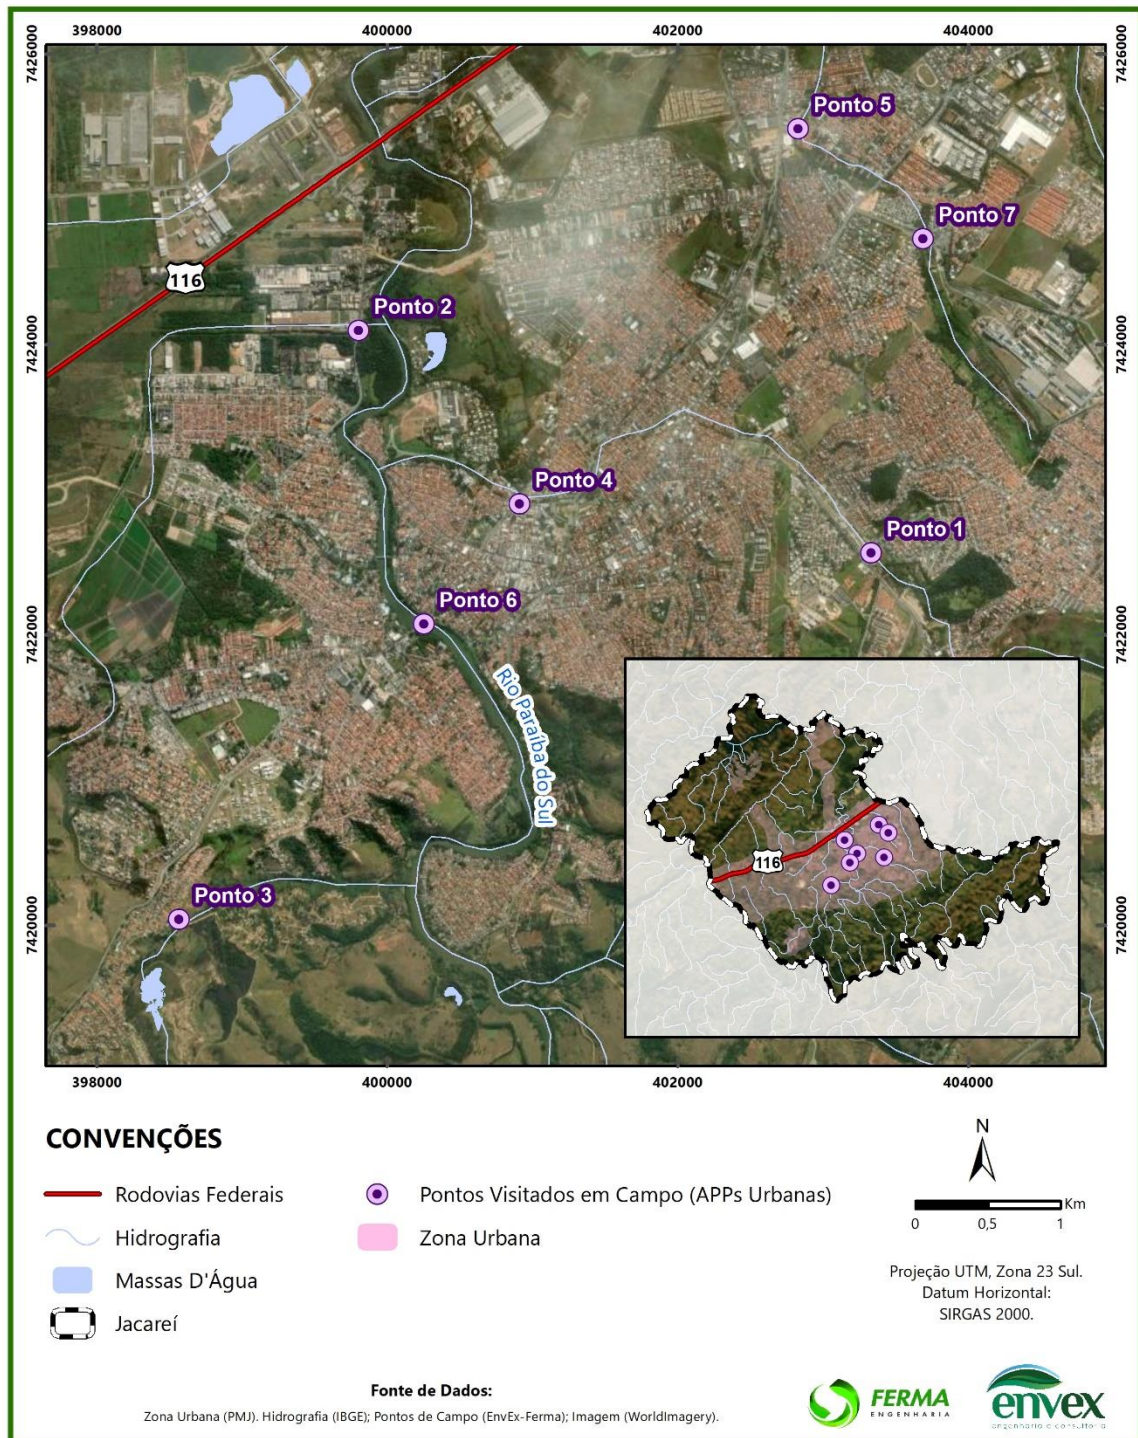 398000
400000
402000
404000
7426000
7426000
Ponto 5
Ponto 7
116
Ponto 2
7424000
7424000
Ponto 4
Ponto 1
Ponto 6
7422000
7422000
Rio Paraíba do Sul
116
Ponto 3
7420000
7420000
398000
400000
402000
404000
CONVENÇÕES
Rodovias Federais
Hidrografia
Massas D'Água
Jacareí
Pontos Visitados em Campo (APPs Urbanas)
Zona Urbana
N
Km
0
0,5
1
Projeção UTM, Zona 23 Sul.
Datum Horizontal:
SIRGAS 2000.
Fonte de Dados:
Zona Urbana (PMJ). Hidrografia (IBGE); Pontos de Campo (EnvEx-Ferma); Imagem (WorldImagery).
FERMA
ENGENHARIA
envex
engenharia e consultoria